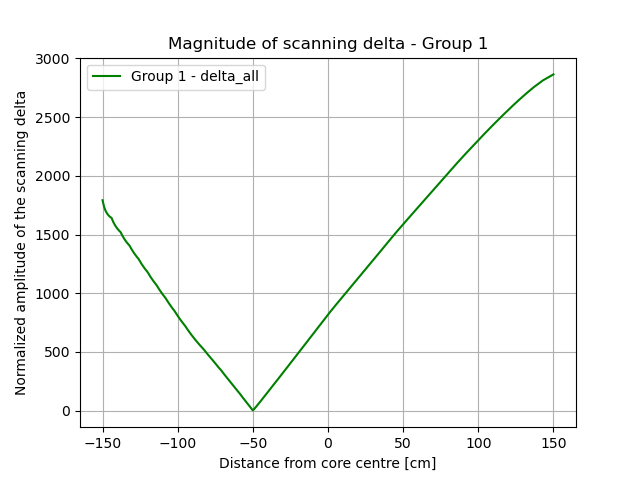 Magnitude of scanning delta - Group 1
Group 1 - delta_all
Normalized amplitude of the scanning delta
3000
2500
2000
1500
1000
500
0
−150 −100 −50 0 50 100 150
Distance from core centre [cm]